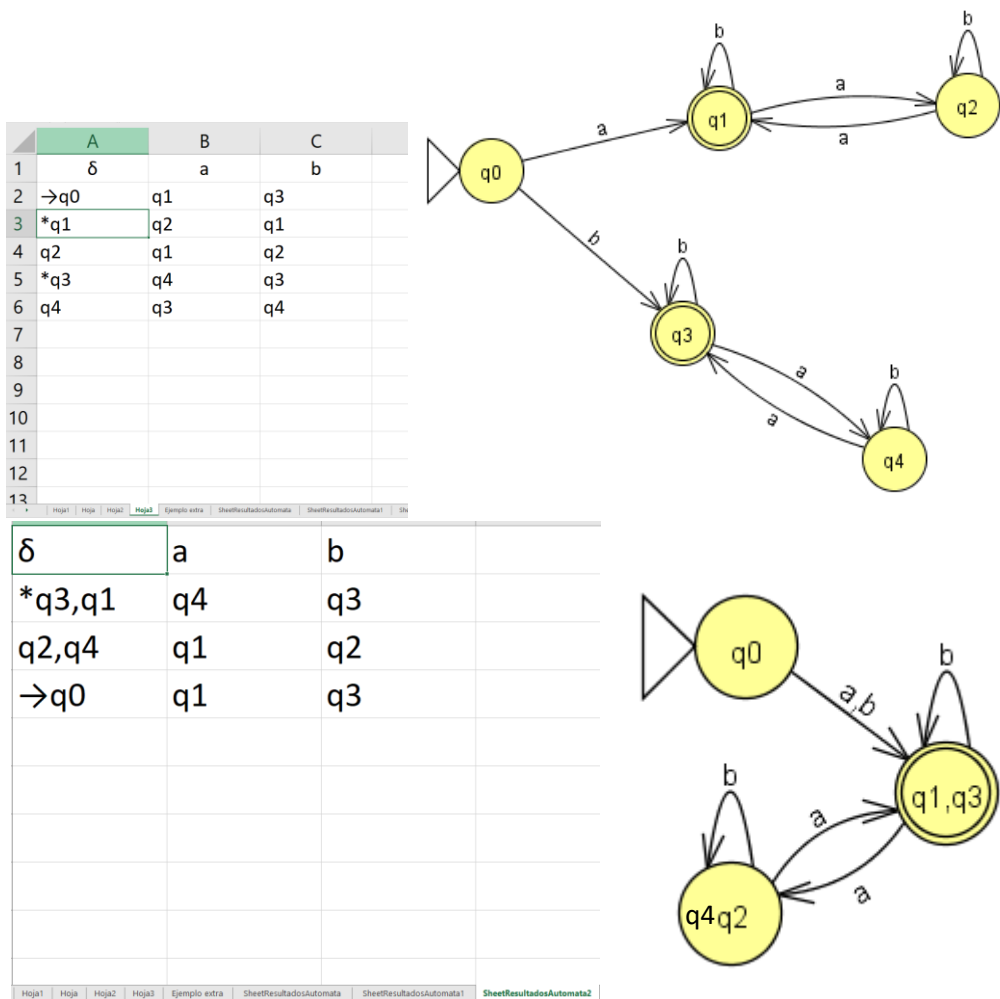 A B C
1 δ a b
2 →q0 q1 q3
3 *q1 q2 q1
4 q2 q1 q2
5 *q3 q4 q3
6 q4 q3 q4
7
8
9
10
11
12
13
Hoja1 Hoja Hoja2 Hoja3 Ejemplo extra SheetResultadosAutomata SheetResultadosAutomata1 She
b
b
a
q1
q2
a
a
q0
b
b
q3
a
b
a
q4
δ a b
*q3,q1 q4 q3
q2,q4 q1 q2
→q0 q1 q3
Hoja1 Hoja Hoja2 Hoja3 Ejemplo extra SheetResultadosAutomata SheetResultadosAutomata1 SheetResultadosAutomata2
q0
b
a,b
b
q1,q3
a
a
q4 q2